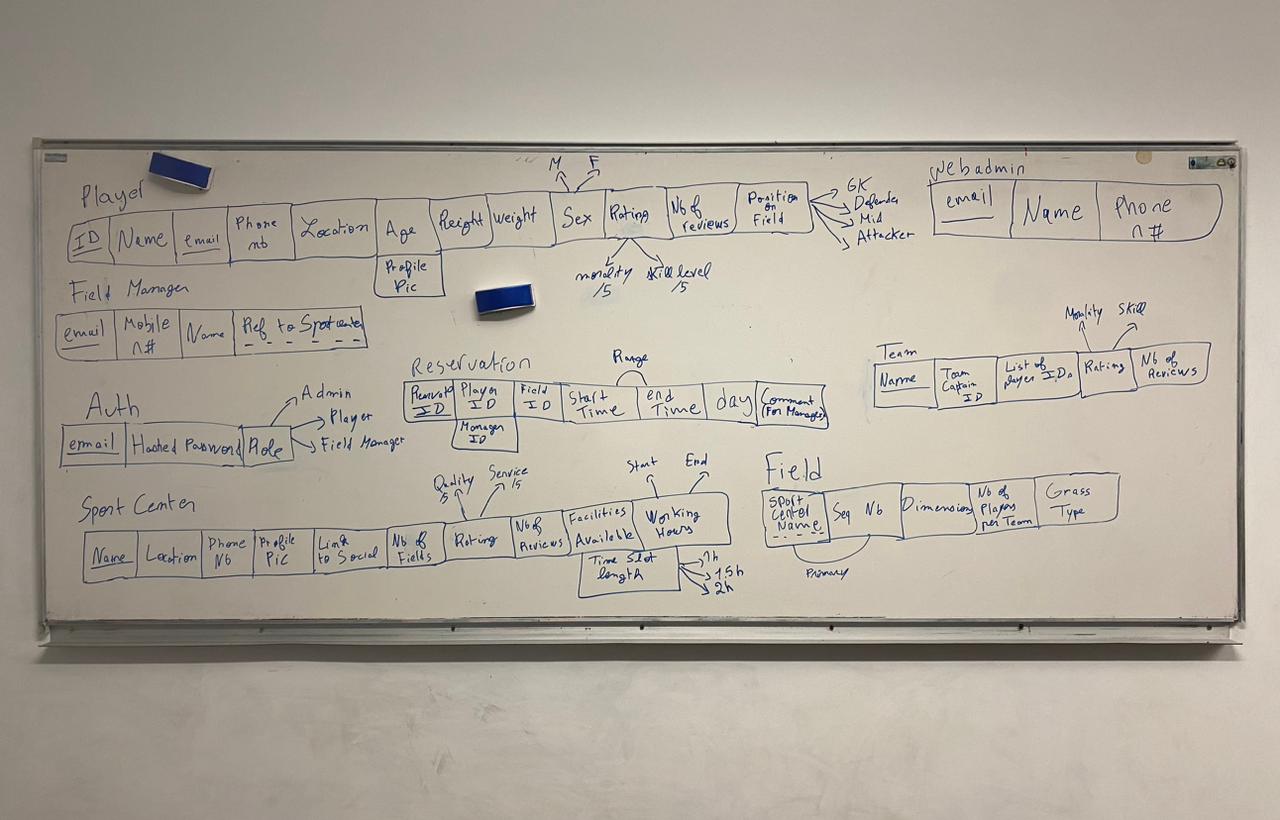 Player
M F
ID Name email Phone nb Location Age Height weight Sex Rating Nb of reviews Position on Field
Profile Pic
morality /5 skill level /5
GK
Defender
Mid
Attacker
webadmin
email Name Phone n#
Field Manager
email Mobile n# Name Ref to Sport center
Reservation
Range
Reservat ID Player ID Field ID Start Time end Time day Comment (For Manager)
Manager ID
Team
Morality Skill
Name Team Captain ID List of player IDs Rating Nb of Reviews
Auth
email Hashed Password Role
Admin
Player
Field Manager
Sport Center
Quality /5 Service /5
Start End
Name Location Phone Nb Profile Pic Link to Social Nb of Fields Rating Nb of Reviews Facilities Available Working Hours
Time Slot length
1h
1.5h
2h
Field
Sport Center Name Seq Nb Dimension Nb of Players per Team Grass Type
Primary